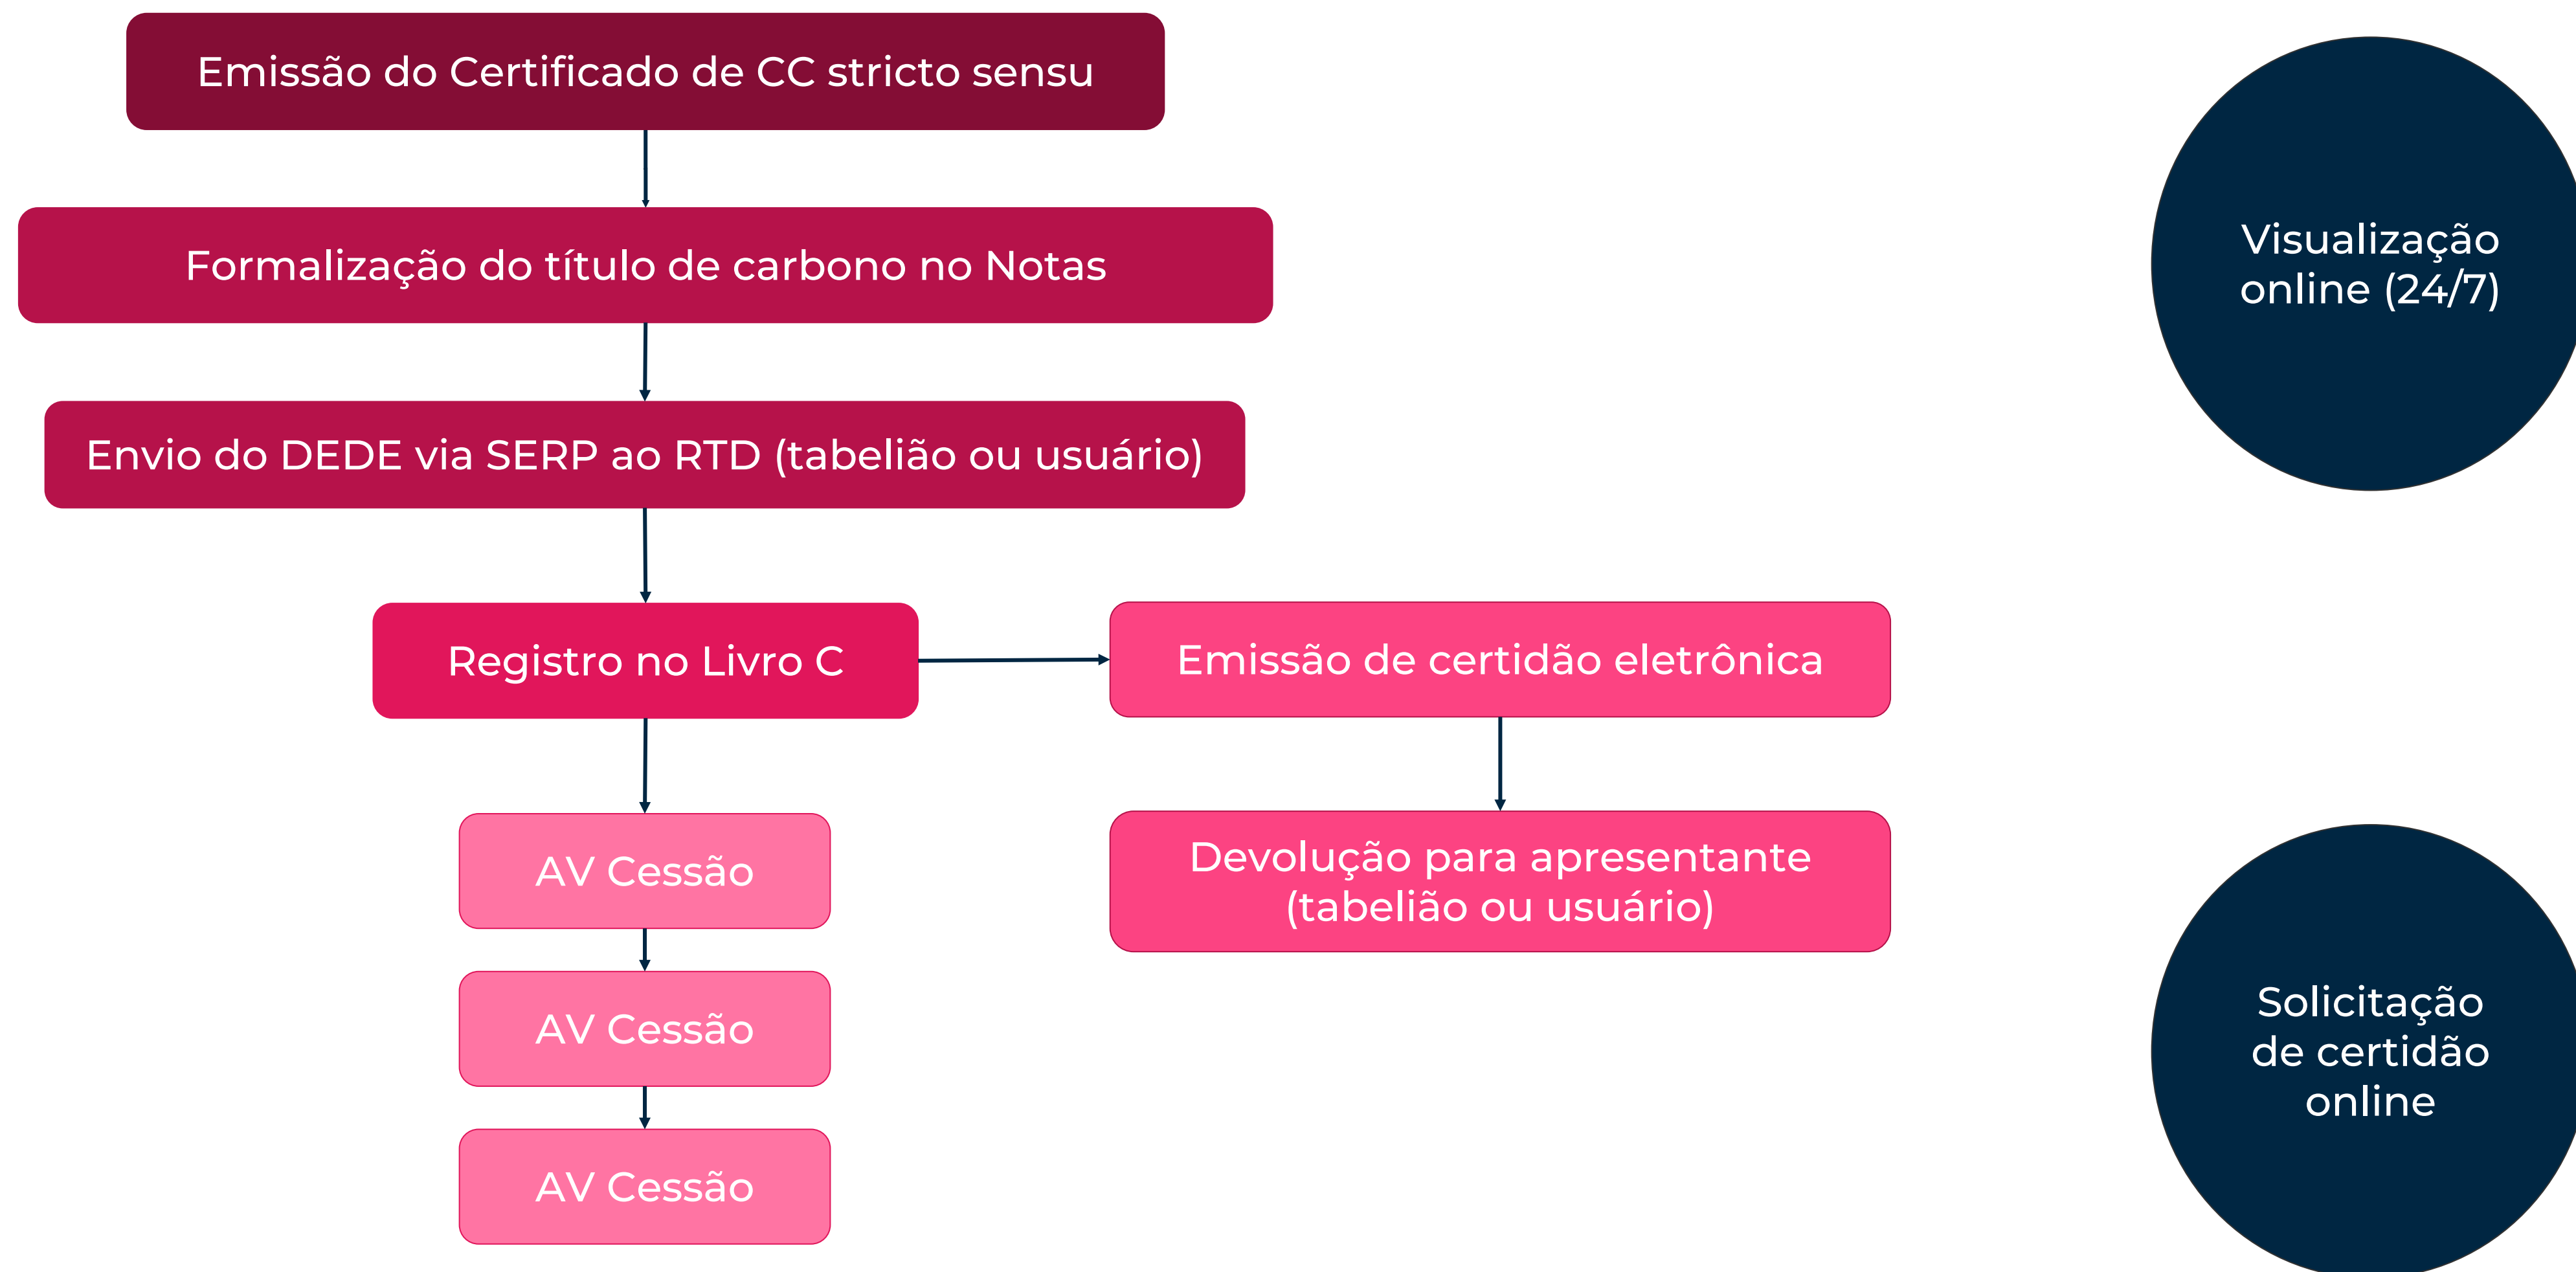 Emissão do Certificado de CC stricto sensu
Formalização do título de carbono no Notas
Envio do DEDE via SERP ao RTD (tabelião ou usuário)
Registro no Livro C
Emissão de certidão eletrônica
AV Cessão
Devolução para apresentante
(tabelião ou usuário)
AV Cessão
AV Cessão
Visualização
online (24/7)
Solicitação
de certidão
online